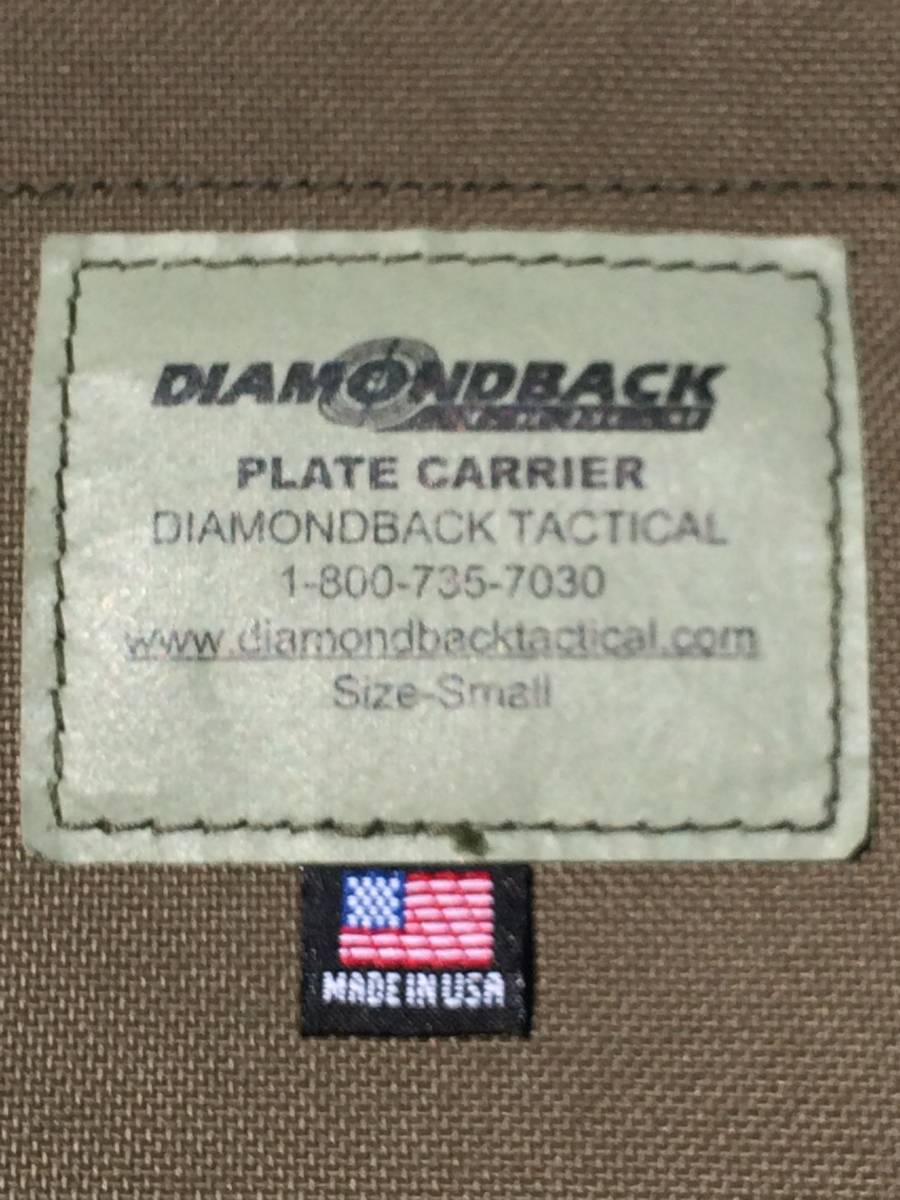 DIAMONDBACK
PLATE CARRIER
DIAMONDBACK TACTICAL
1-800-735-7030
www.diamondbacktactical.com
Size-Small
MADE IN USA